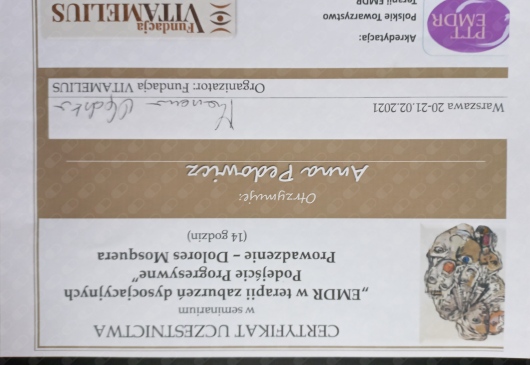 CERTYFIKAT UCZESTNICTWA
w seminarium
„EMDR w terapii zaburzeń dysocjacyjnych
Podejście Progresywne”
Prowadzenie – Dolores Mosquera
(14 godzin)
Otrzymuje:
Anna Pedowicz
Warszawa 20-21.02.2021
Organizator: Fundacja VITAMELIUS
Akredytacja:
Polskie Towarzystwo
Terapii EMDR
PTT
EMDR
Fundacja
VITAMELIUS